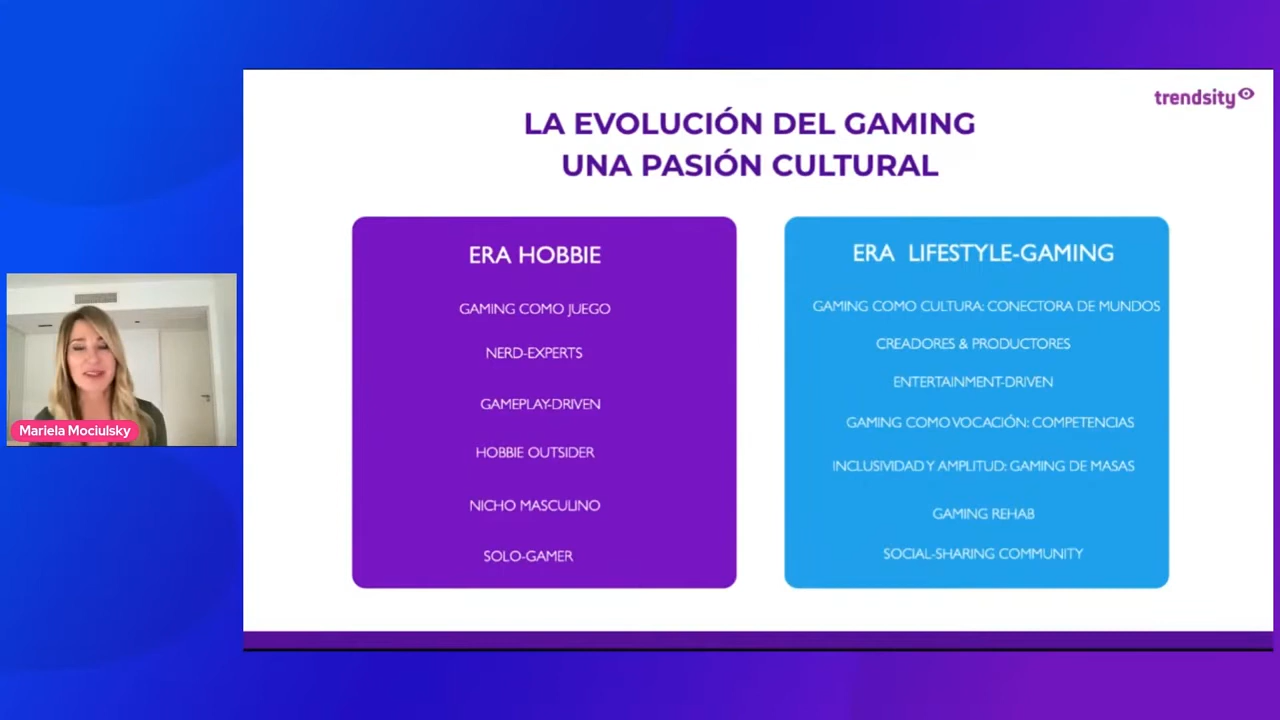 trendsity
LA EVOLUCIÓN DEL GAMING
UNA PASIÓN CULTURAL
ERA HOBBIE
GAMING COMO JUEGO
NERD-EXPERTS
GAMEPLAY-DRIVEN
HOBBIE OUTSIDER
NICHO MASCULINO
SOLO-GAMER
ERA LIFESTYLE-GAMING
GAMING COMO CULTURA: CONECTORA DE MUNDOS
CREADORES & PRODUCTORES
ENTERTAINMENT-DRIVEN
GAMING COMO VOCACIÓN: COMPETENCIAS
INCLUSIVIDAD Y AMPLITUD: GAMING DE MASAS
GAMING REHAB
SOCIAL-SHARING COMMUNITY
Mariela Mociulsky